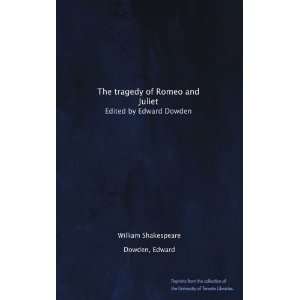 The tragedy of Romeo and
Juliet
Edited by Edward Dowden
William Shakespeare
Dowden, Edward
Reprints from the collection of
the University of Toronto Libraries.